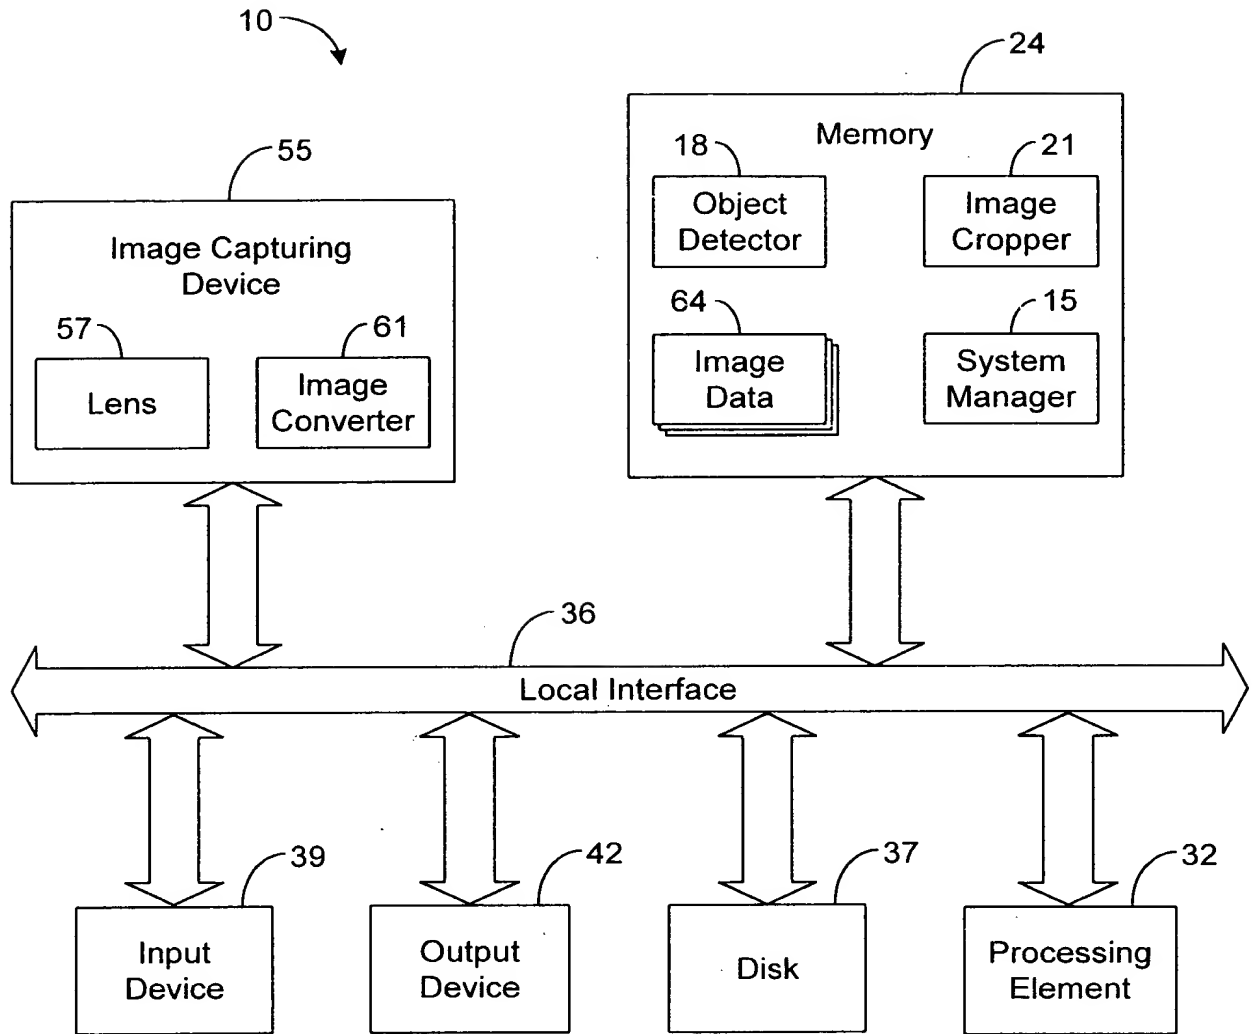 10
24
Memory
18
21
Object
Detector
Image
Cropper
55
Image Capturing
Device
64
15
Image
Data
System
Manager
57
61
Lens
Image
Converter
36
Local Interface
39
42
37
32
Input
Device
Output
Device
Disk
Processing
Element